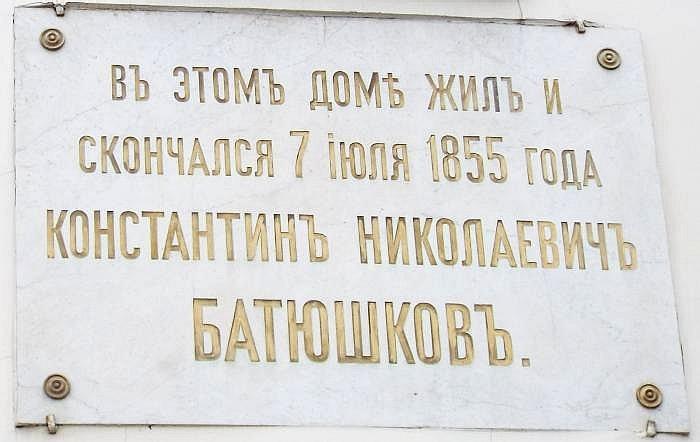 ВЪ ЭТОМЪ ДОМѢ ЖИЛЪ И
СКОНЧАЛСЯ 7 ІЮЛЯ 1855 ГОДА
КОНСТАНТИНЪ НИКОЛАЕВИЧЪ
БАТЮШКОВЪ.